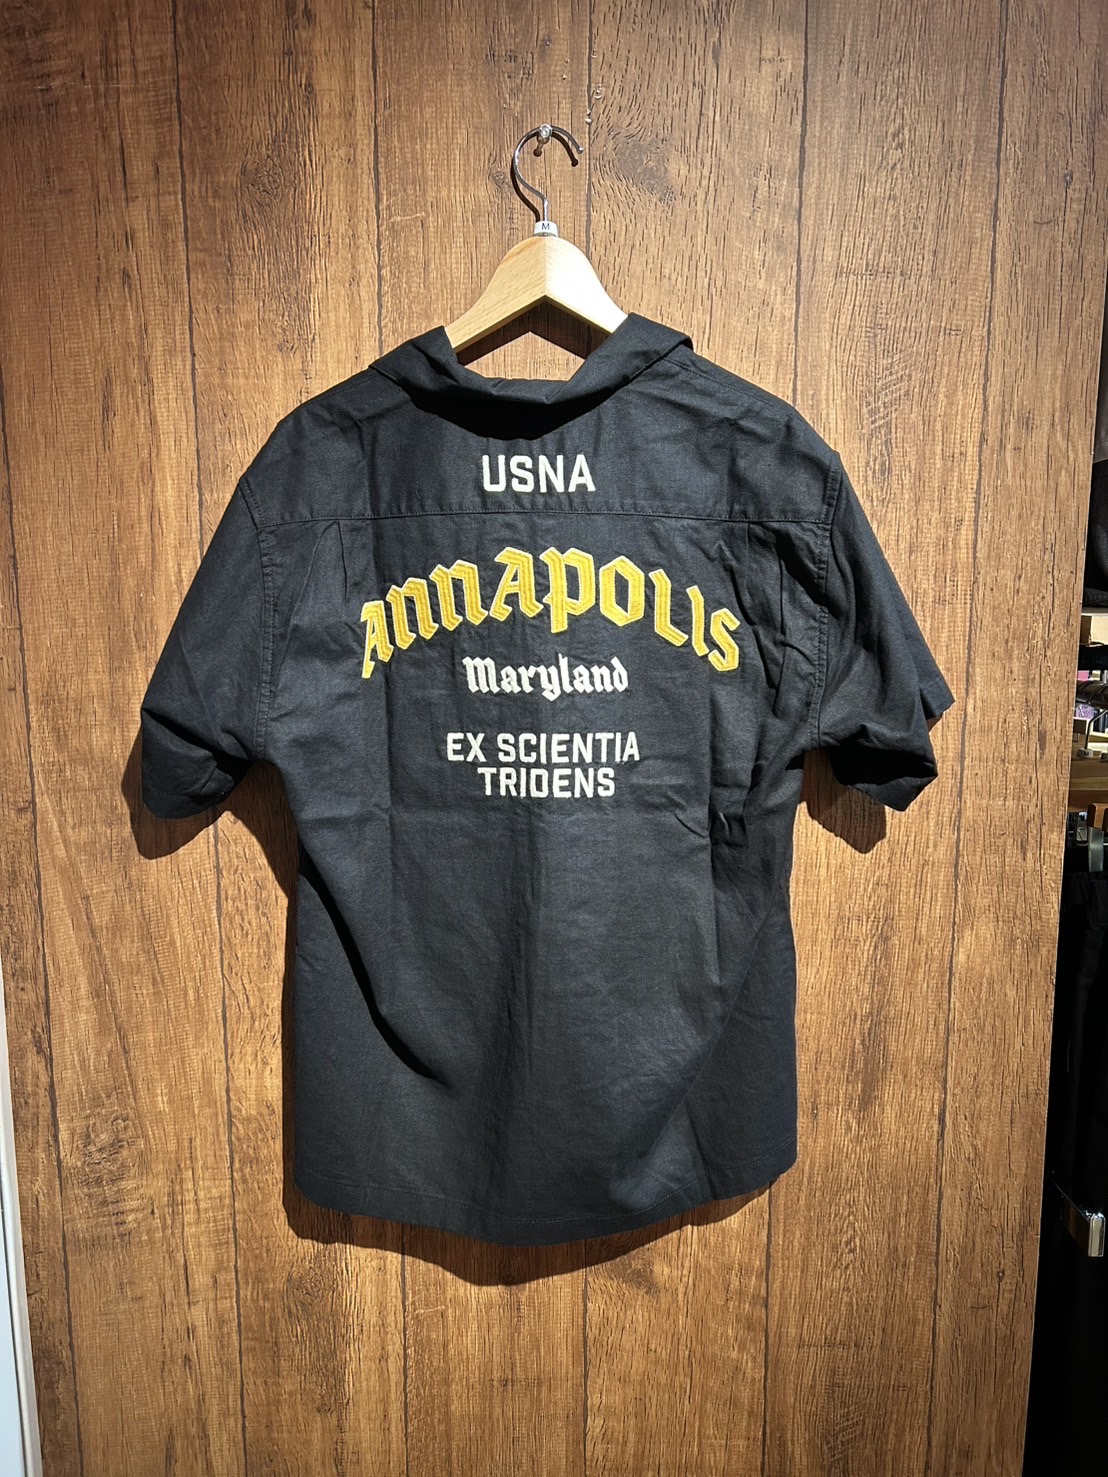 M
USNA
ANNAPOLIS
Maryland
EX SCIENTIA
TRIDENS